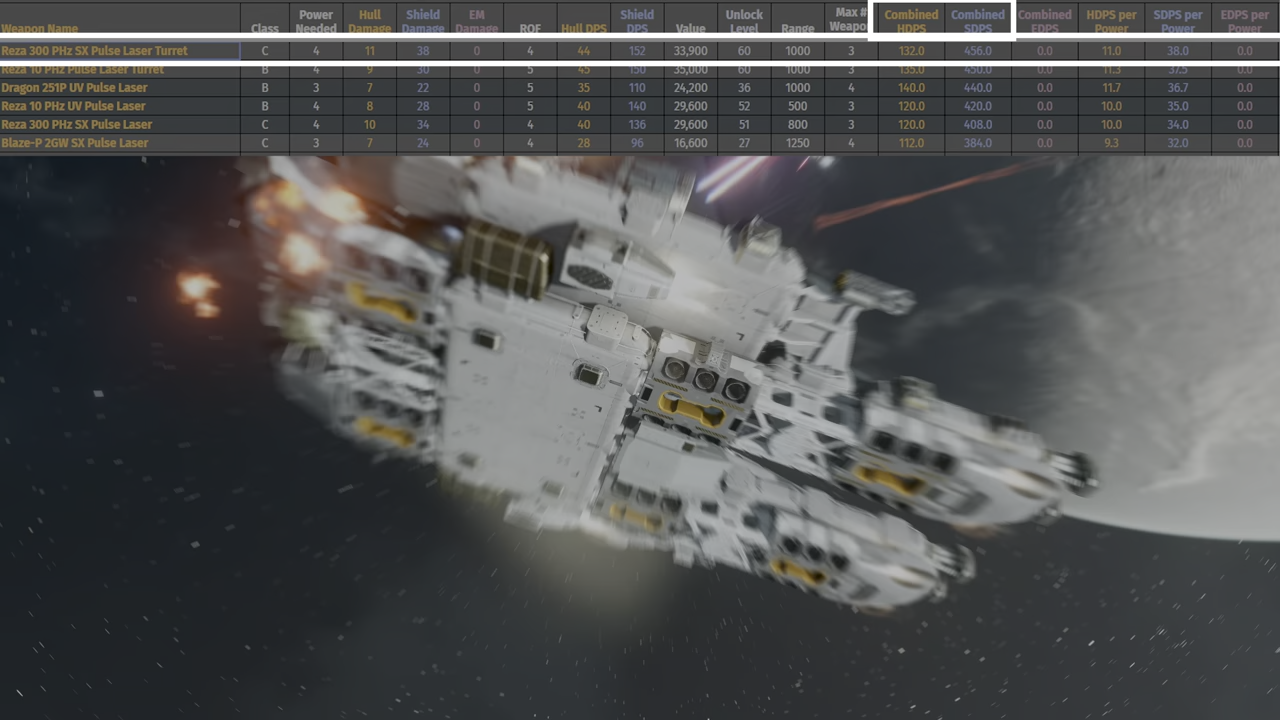 Weapon Name Class Power Needed Hull Damage Shield Damage EM Damage ROF Hull DPS Shield DPS Value Unlock Level Range Max # Weapons Combined HDPS Combined SDPS Combined EDPS HDPS per Power SDPS per Power EDPS per Power
Reza 300 PHz SX Pulse Laser Turret C 4 11 38 0 4 44 152 33,900 60 1000 3 132.0 456.0 0.0 11.0 38.0 0.0
Reza 10 PHz Pulse Laser Turret B 4 9 30 0 5 45 150 35,000 60 1000 3 135.0 450.0 0.0 11.3 37.5 0.0
Dragon 251P UV Pulse Laser B 3 7 22 0 5 35 110 24,200 36 1000 4 140.0 440.0 0.0 11.7 36.7 0.0
Reza 10 PHz UV Pulse Laser B 4 8 28 0 5 40 140 29,600 52 500 3 120.0 420.0 0.0 10.0 35.0 0.0
Reza 300 PHz SX Pulse Laser C 4 10 34 0 4 40 136 29,600 51 800 3 120.0 408.0 0.0 10.0 34.0 0.0
Blaze-P 2GW SX Pulse Laser C 3 7 24 0 4 28 96 16,600 27 1250 4 112.0 384.0 0.0 9.3 32.0 0.0